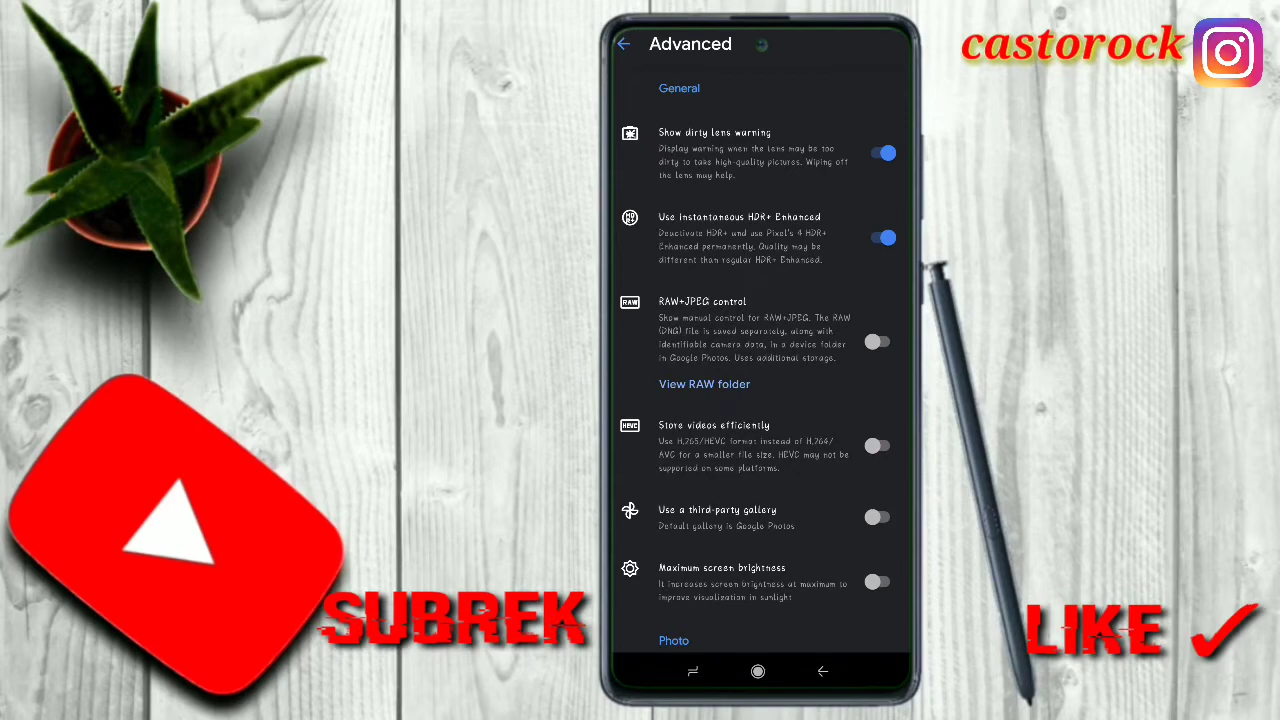 castorock
Advanced
General
Show dirty lens warning
Display warning when the lens may be too
dirty to take high-quality pictures. Wiping off
the lens may help.
Use instantaneous HDR+ Enhanced
Deactivate HDR+ and use Pixel's 4 HDR+
Enhanced permanently. Quality may be
different than regular HDR+ Enhanced.
RAW
RAW+JPEG control
Show manual control for RAW+JPEG. The RAW
(DNG) file is saved separately, along with
identifiable camera data, in a device folder
in Google Photos. Uses additional storage.
View RAW folder
HEVC
Store videos efficiently
Use H.265/HEVC format instead of H.264/
AVC for a smaller file size. HEVC may not be
supported on some platforms.
Use a third-party gallery
Default gallery is Google Photos
Maximum screen brightness
It increases screen brightness at maximum to
improve visualization in sunlight
Photo
SUBREK
LIKE ✓